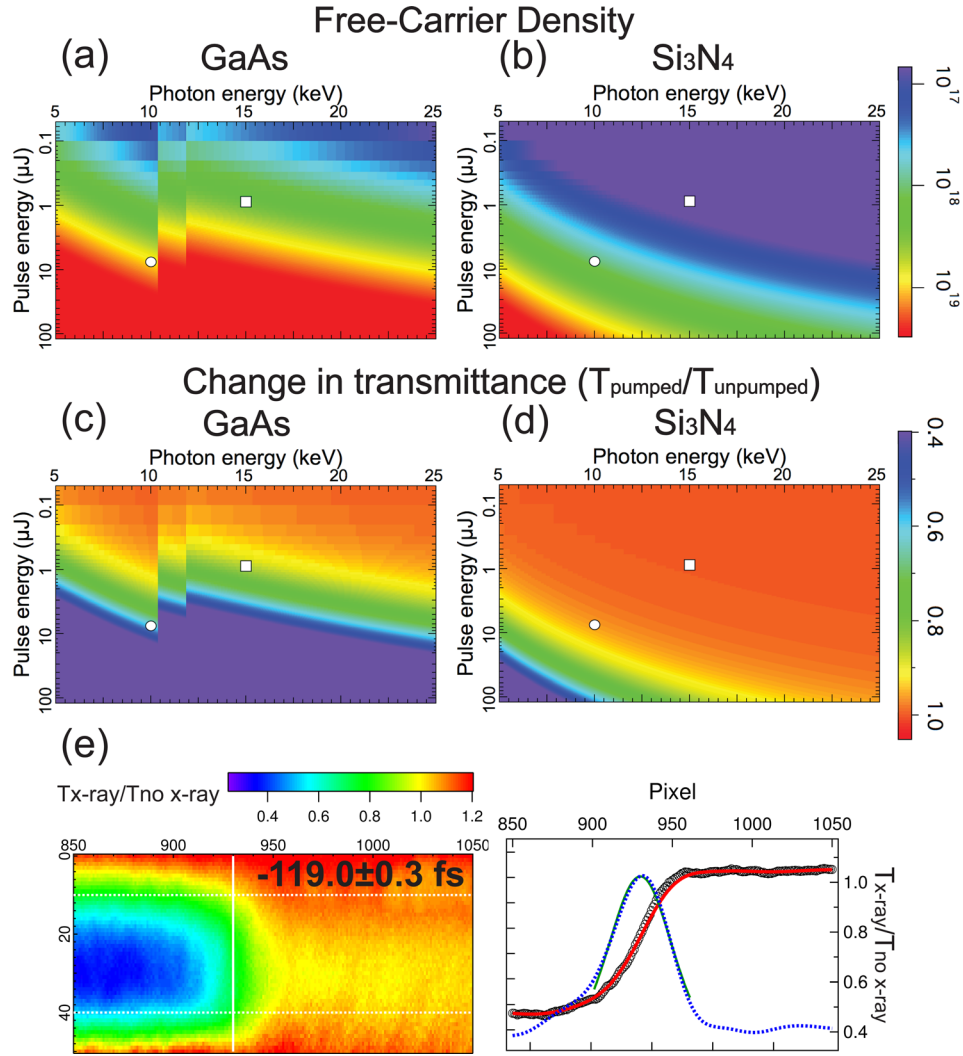 Free-Carrier Density
(a) GaAs (b) Si3N4
Photon energy (keV) Photon energy (keV)
5 10 15 20 25 5 10 15 20 25
Pulse energy (µJ) 0.1 1 10 100
Pulse energy (µJ) 0.1 1 10 100
10^17 10^18 10^19
Change in transmittance (Tpumped/Tunpumped)
(c) GaAs (d) Si3N4
Photon energy (keV) Photon energy (keV)
5 10 15 20 25 5 10 15 20 25
Pulse energy (µJ) 0.1 1 10 100
Pulse energy (µJ) 0.1 1 10 100
0.4 0.6 0.8 1.0
(e)
Tx-ray/Tno x-ray
0.4 0.6 0.8 1.0 1.2
850 900 950 1000 1050
-119.0±0.3 fs
0 20 40
Pixel
850 900 950 1000 1050
1.0 0.8 0.6 0.4
Tx-ray/Tno x-ray